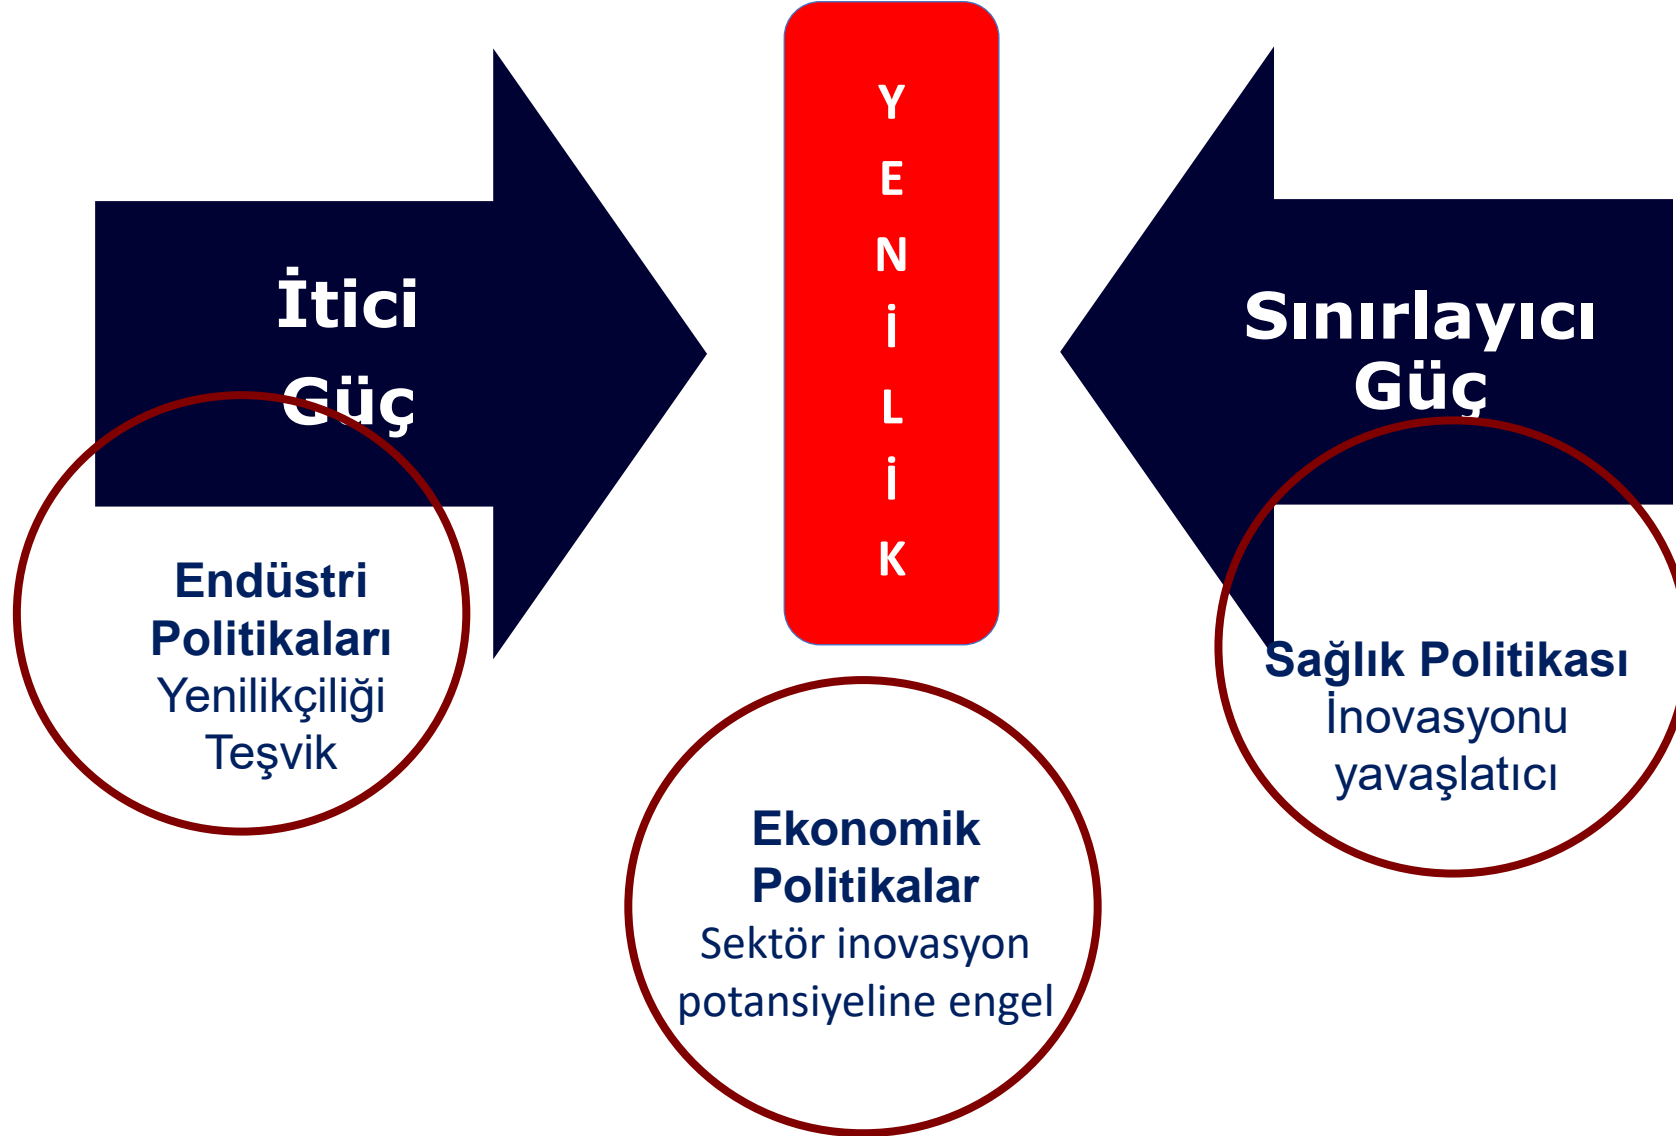 İtici
Güç
Endüstri
Politikaları
Yenilikçiliği
Teşvik
Y
E
N
İ
L
İ
K
Ekonomik
Politikalar
Sektör inovasyon
potansiyeline engel
Sınırlayıcı
Güç
Sağlık Politikası
İnovasyonu
yavaşlatıcı